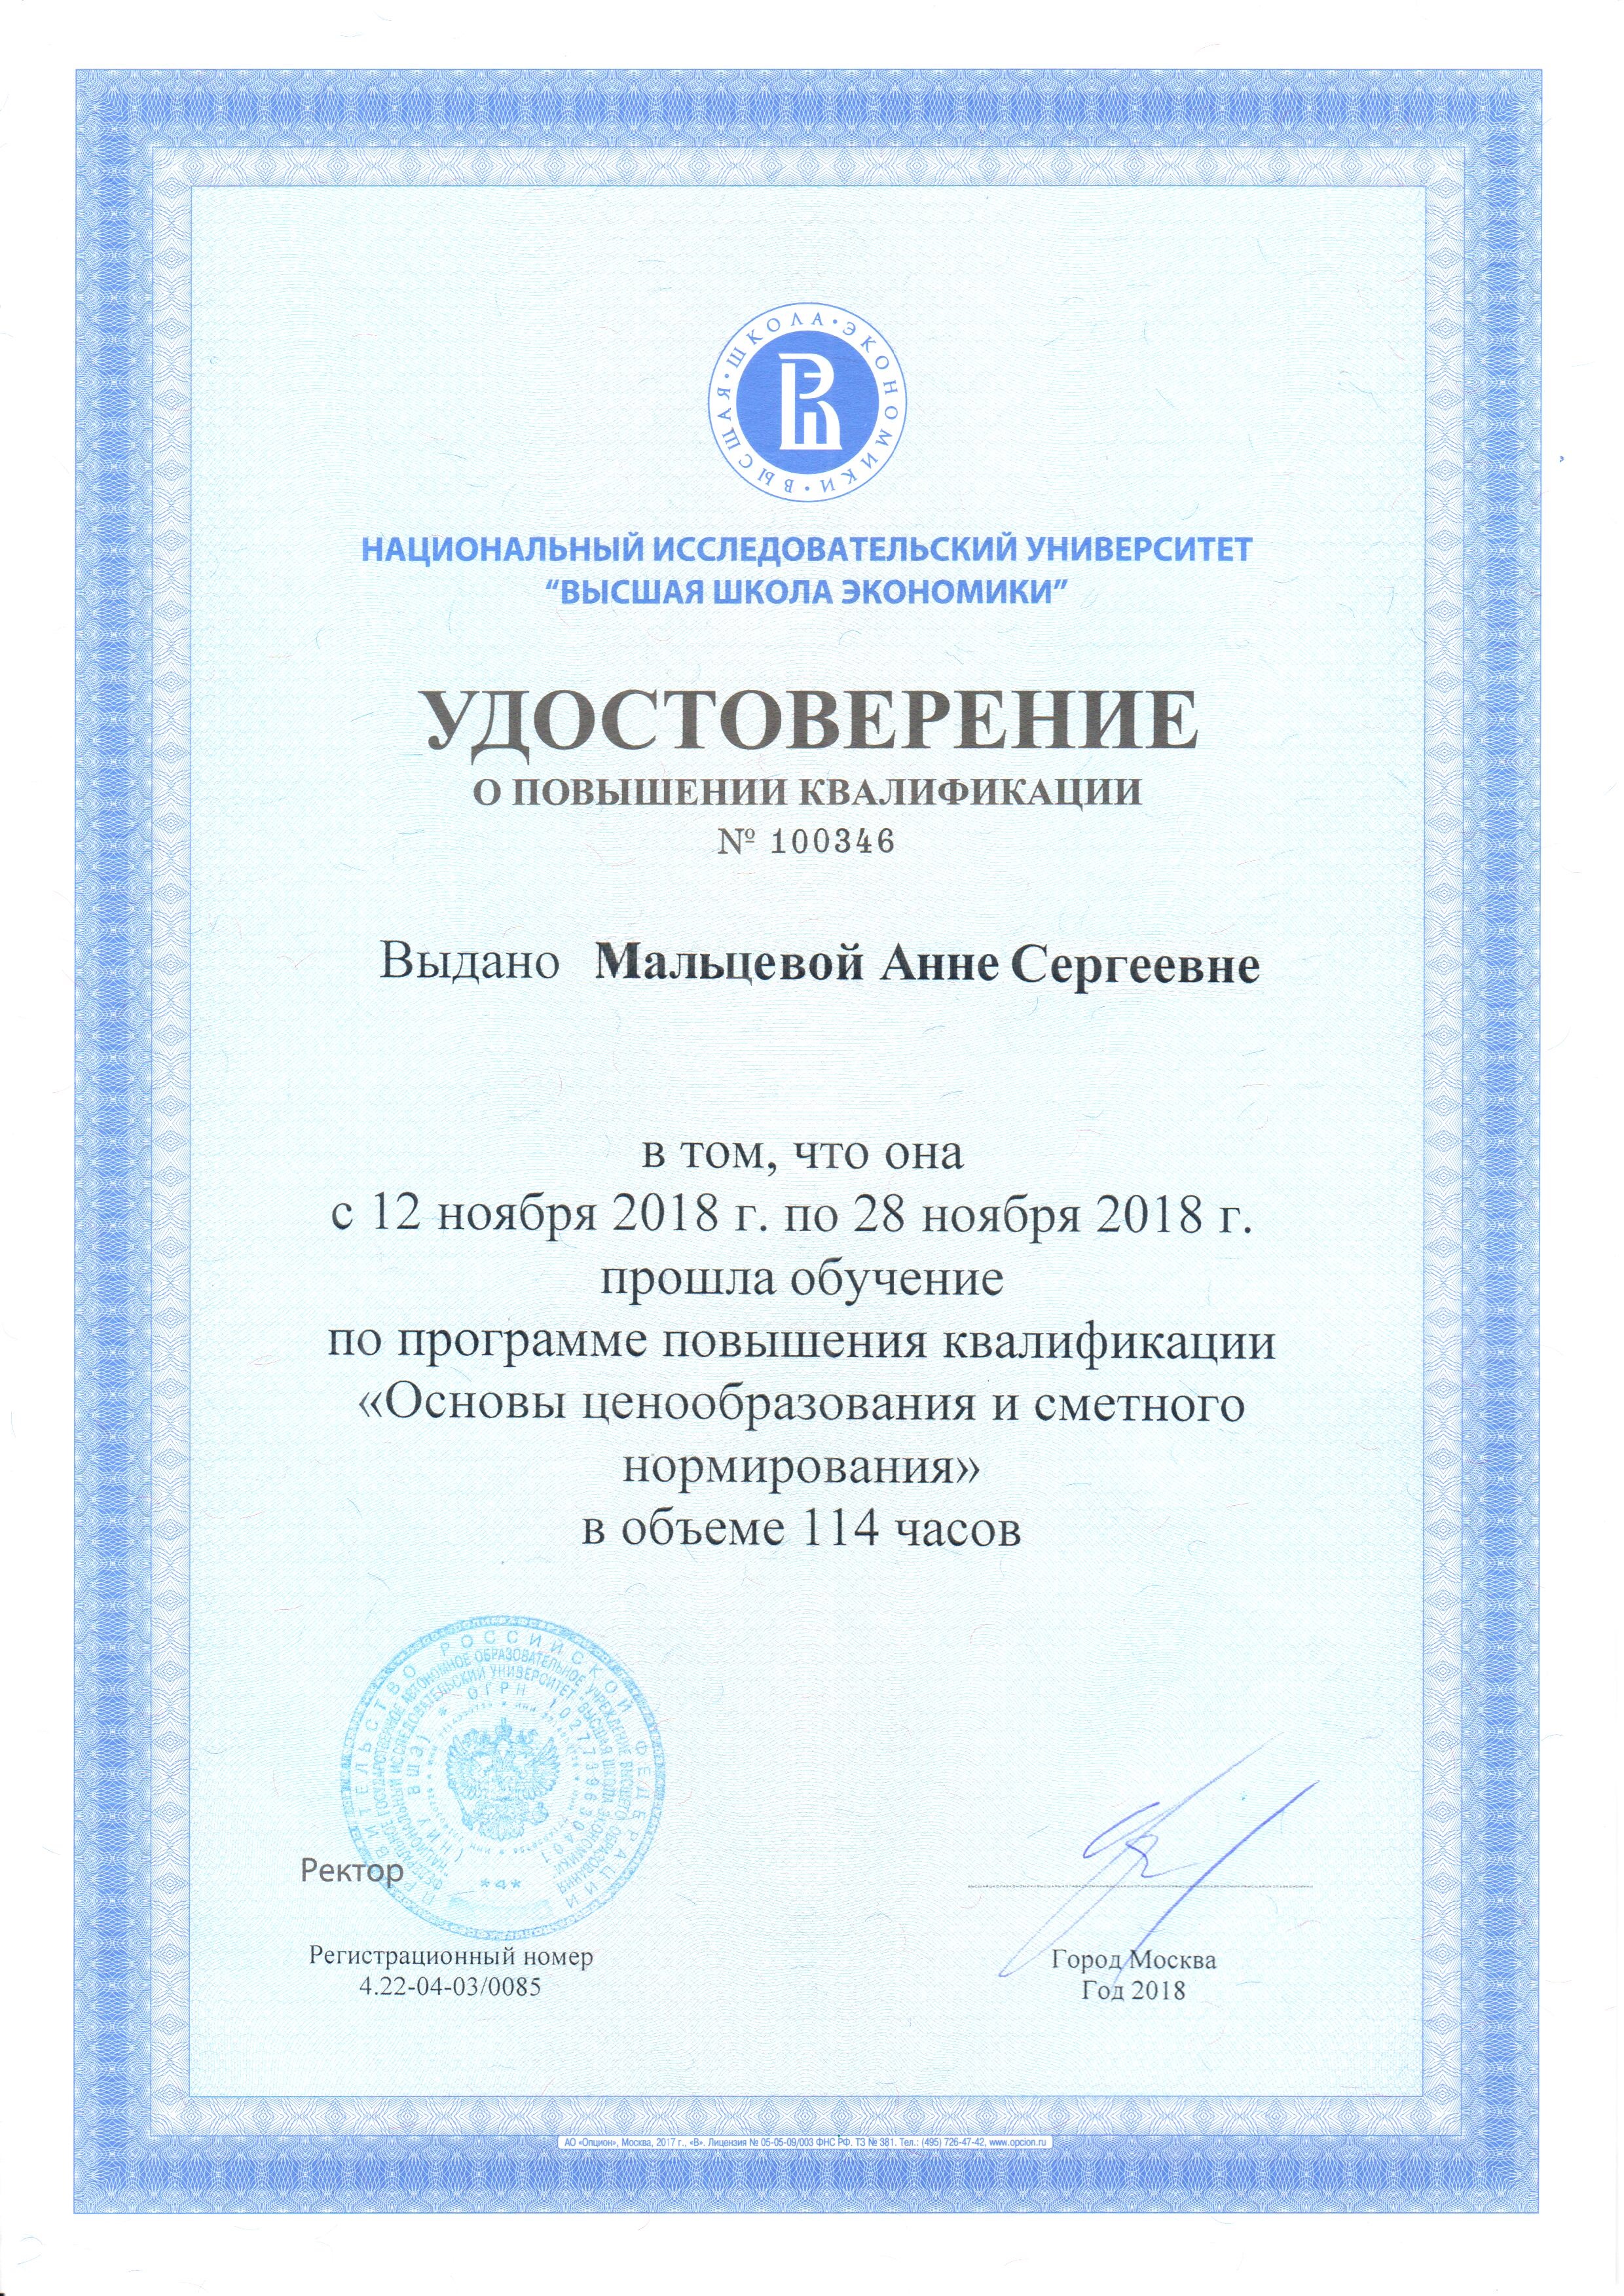 ВЫСШАЯ · ШКОЛА · ЭКОНОМИКИ ·
НАЦИОНАЛЬНЫЙ ИССЛЕДОВАТЕЛЬСКИЙ УНИВЕРСИТЕТ
“ВЫСШАЯ ШКОЛА ЭКОНОМИКИ”
УДОСТОВЕРЕНИЕ
О ПОВЫШЕНИИ КВАЛИФИКАЦИИ
№ 100346
Выдано Мальцевой Анне Сергеевне
в том, что она
с 12 ноября 2018 г. по 28 ноября 2018 г.
прошла обучение
по программе повышения квалификации
«Основы ценообразования и сметного
нормирования»
в объеме 114 часов
ПРАВИТЕЛЬСТВО РОССИЙСКОЙ ФЕДЕРАЦИИ
ФЕДЕРАЛЬНОЕ ГОСУДАРСТВЕННОЕ АВТОНОМНОЕ ОБРАЗОВАТЕЛЬНОЕ УЧРЕЖДЕНИЕ ВЫСШЕГО ОБРАЗОВАНИЯ
"НАЦИОНАЛЬНЫЙ ИССЛЕДОВАТЕЛЬСКИЙ УНИВЕРСИТЕТ "ВЫСШАЯ ШКОЛА ЭКОНОМИКИ"
(НИУ ВШЭ) * ОГРН 1027739630401
*4*
Ректор
Регистрационный номер
4.22-04-03/0085
Город Москва
Год 2018
АО «Опцион», Москва, 2017 г., «В». Лицензия № 05-05-09/003 ФНС РФ. ТЗ № 381. Тел.: (495) 726-47-42, www.opcion.ru